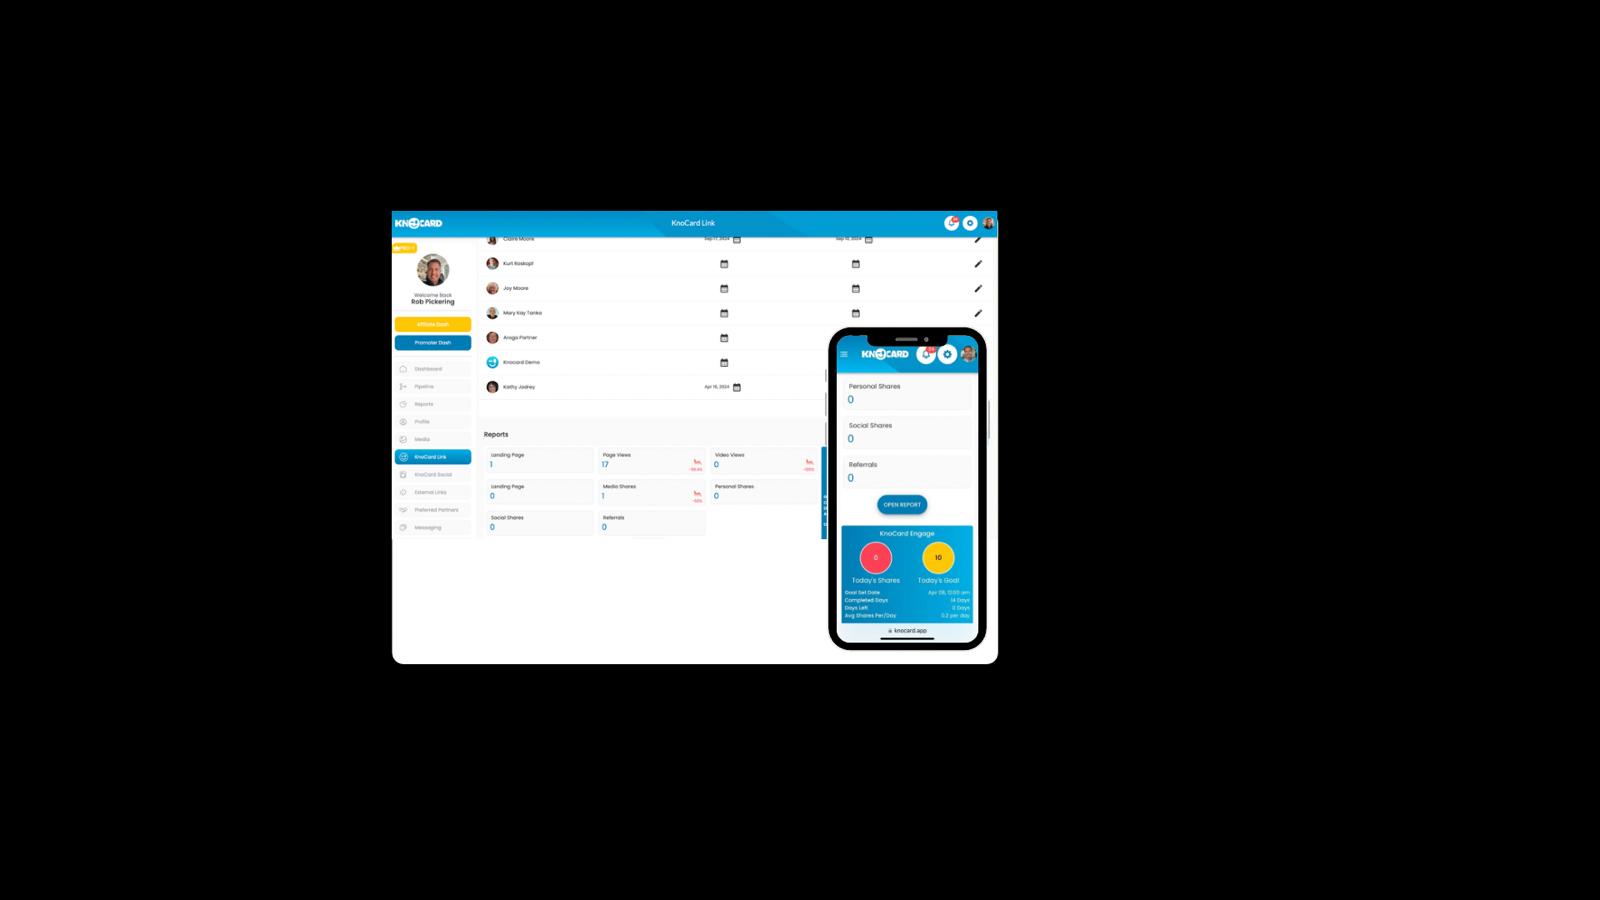 KNOCARD
KnoCard Link
Claire Moore
Sep 17, 2024
Sep 10, 2024
Kurt Roskopf
Joy Moore
Mary Kay Tanko
Aroga Partner
Knocard Demo
Kathy Jodrey
Apr 16, 2024
Welcome Back
Rob Pickering
Affiliate Dash
Promoter Dash
Dashboard
Pipeline
Reports
Profile
Media
KnoCard Link
KnoCard Social
External Links
Preferred Partners
Messaging
Reports
Landing Page
1
Page Views
17
Video Views
0
Landing Page
0
Media Shares
1
Personal Shares
0
Social Shares
0
Referrals
0
KNOCARD
Personal Shares
0
Social Shares
0
Referrals
0
OPEN REPORT
KnoCard Engage
0
10
Today's Shares
Today's Goal
Goal Set Date
Apr 08, 12:00 am
Completed Days
14 Days
Days Left
0 Days
Avg Shares Per/Day
0.2 per day
knocard.app